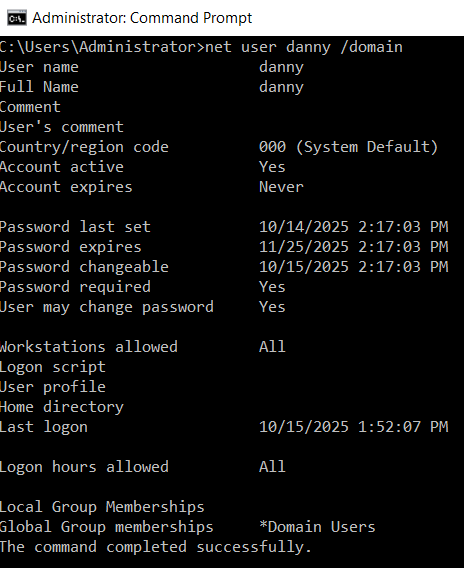 Administrator: Command Prompt
C:\Users\Administrator>net user danny /domain
User name                    danny
Full Name                    danny
Comment
User's comment
Country/region code          000 (System Default)
Account active               Yes
Account expires              Never

Password last set            10/14/2025 2:17:03 PM
Password expires             11/25/2025 2:17:03 PM
Password changeable          10/15/2025 2:17:03 PM
Password required            Yes
User may change password     Yes

Workstations allowed         All
Logon script
User profile
Home directory
Last logon                   10/15/2025 1:52:07 PM

Logon hours allowed          All

Local Group Memberships
Global Group memberships     *Domain Users
The command completed successfully.